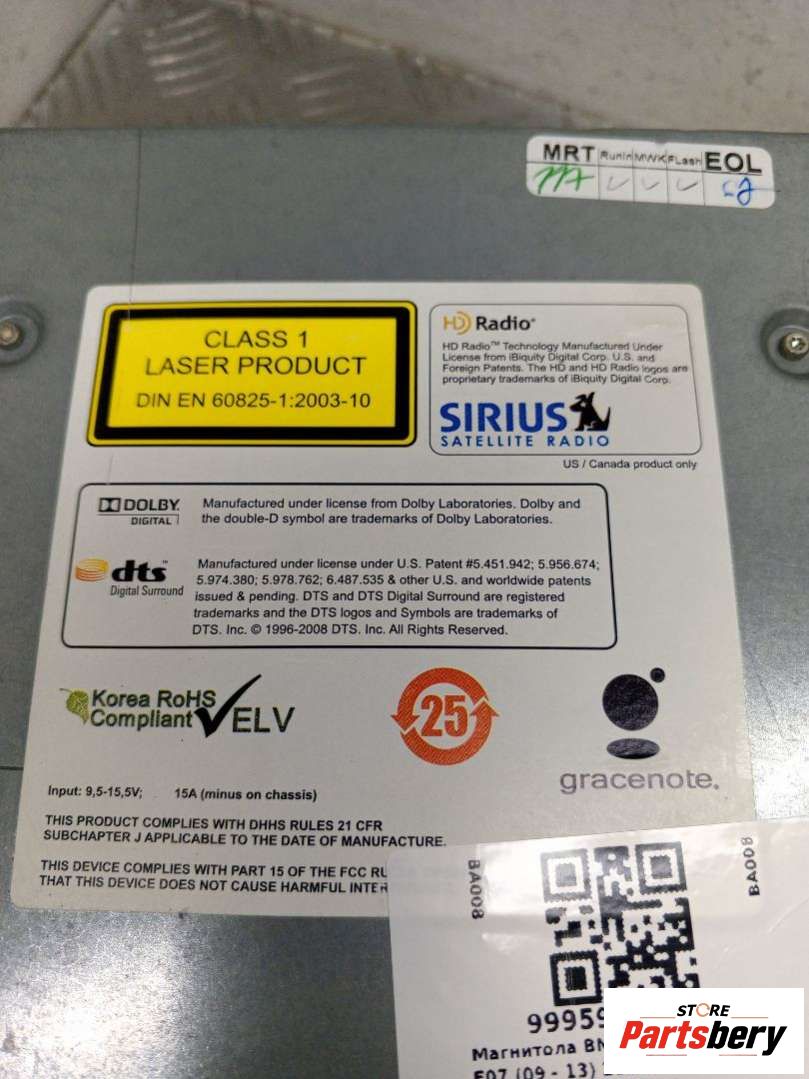 MRT Runin MWK FLash EOL
CLASS 1
LASER PRODUCT
DIN EN 60825-1:2003-10
HD Radio
HD Radio™ Technology Manufactured Under
License from iBiquity Digital Corp. U.S. and
Foreign Patents. The HD and HD Radio logos are
proprietary trademarks of iBiquity Digital Corp.
SIRIUS
SATELLITE RADIO
US / Canada product only
DOLBY
DIGITAL
Manufactured under license from Dolby Laboratories. Dolby and
the double-D symbol are trademarks of Dolby Laboratories.
dts™
Digital Surround
Manufactured under license under U.S. Patent #5.451.942; 5.956.674;
5.974.380; 5.978.762; 6.487.535 & other U.S. and worldwide patents
issued & pending. DTS and DTS Digital Surround are registered
trademarks and the DTS logos and Symbols are trademarks of
DTS. Inc. © 1996-2008 DTS. Inc. All Rights Reserved.
Korea RoHS
Compliant
ELV
25
gracenote.
Input: 9,5-15,5V; 15A (minus on chassis)
THIS PRODUCT COMPLIES WITH DHHS RULES 21 CFR
SUBCHAPTER J APPLICABLE TO THE DATE OF MANUFACTURE.
THIS DEVICE COMPLIES WITH PART 15 OF THE FCC
THAT THIS DEVICE DOES NOT CAUSE HARMFUL
BA008
BA008
9995
Магнитола
F07 (09 - 13)
STORE
Partsbery